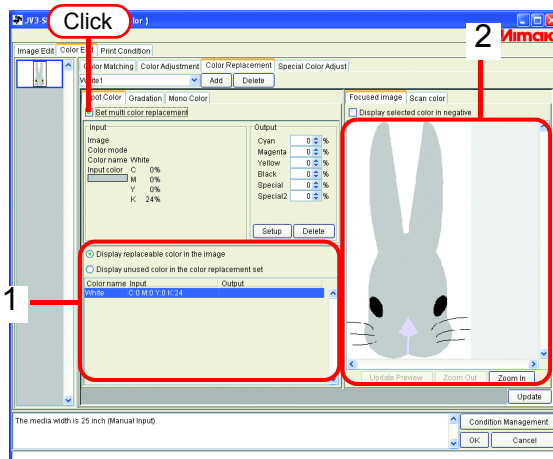 Click
JV3-S
lor )
Mimak
2
Image Edit Color E it Print Condition
Color Matching Color Adjustment Color Replacement Special Color Adjust
White1 Add Delete
pot Color Gradation Mono Color
Set multi color replacement
Input
Image
Color mode
Color name White
Input color C 0%
M 0%
Y 0%
K 24%
Output
Cyan 0 %
Magenta 0 %
Yellow 0 %
Black 0 %
Special 0 %
Special2 0 %
Setup Delete
1
Display replaceable color in the image
Display unused color in the color replacement set
Color name Input Output
White C:0 M:0 Y:0 K:24
Focused image Scan color
Display selected color in negative
Update Preview Zoom Out Zoom In
Update
The media width is 25 inch (Manual Input).
Condition Management
OK Cancel